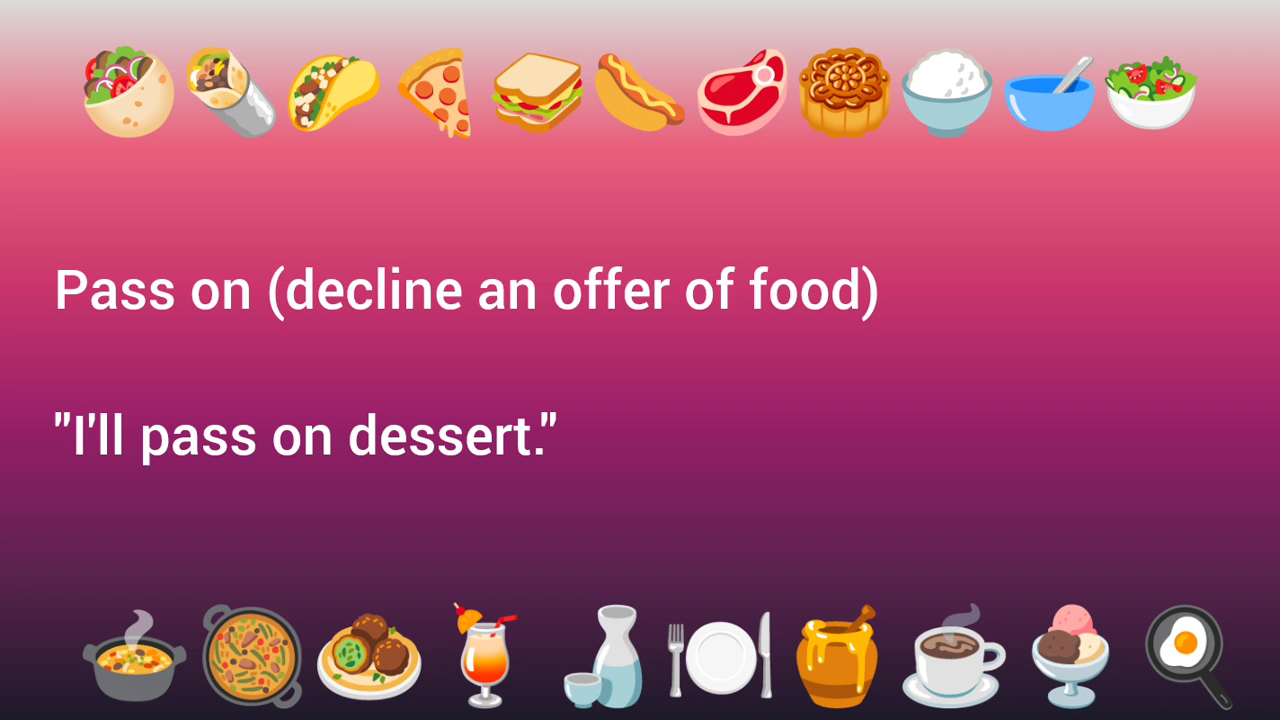 Pass on (decline an offer of food)
"I'll pass on dessert."